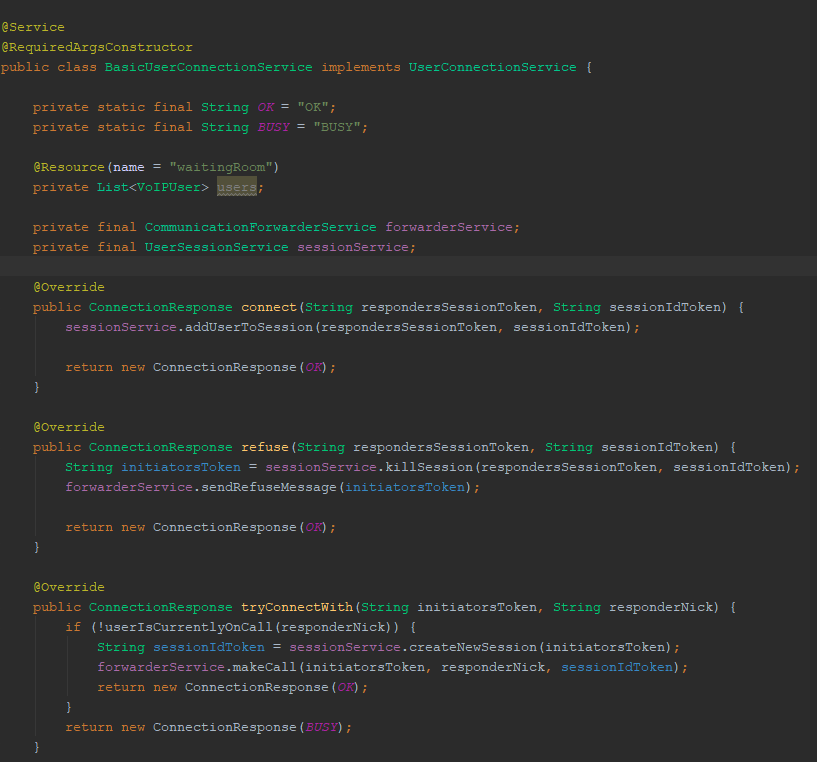 @Service
@RequiredArgsConstructor
public class BasicUserConnectionService implements UserConnectionService {
private static final String OK = "OK";
private static final String BUSY = "BUSY";
@Resource(name = "waitingRoom")
private List<VoIPUser> users;
private final CommunicationForwarderService forwarderService;
private final UserSessionService sessionService;
@Override
public ConnectionResponse connect(String respondersSessionToken, String sessionIdToken) {
sessionService.addUserToSession(respondersSessionToken, sessionIdToken);
return new ConnectionResponse(OK);
}
@Override
public ConnectionResponse refuse(String respondersSessionToken, String sessionIdToken) {
String initiatorsToken = sessionService.killSession(respondersSessionToken, sessionIdToken);
forwarderService.sendRefuseMessage(initiatorsToken);
return new ConnectionResponse(OK);
}
@Override
public ConnectionResponse tryConnectWith(String initiatorsToken, String responderNick) {
if (!userIsCurrentlyOnCall(responderNick)) {
String sessionIdToken = sessionService.createNewSession(initiatorsToken);
forwarderService.makeCall(initiatorsToken, responderNick, sessionIdToken);
return new ConnectionResponse(OK);
}
return new ConnectionResponse(BUSY);
}